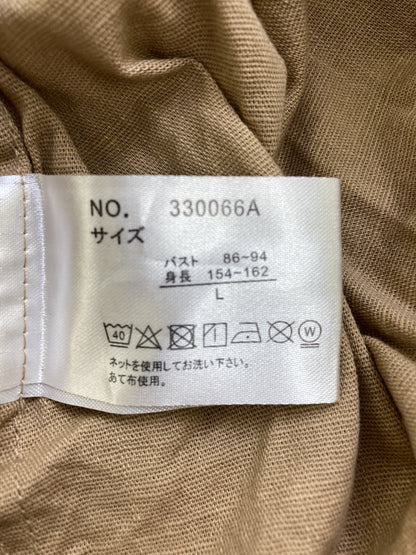 NO. 330066A
サイズ
バスト 86~94
身長 154~162
L
40 W
ネットを使用してお洗い下さい。
あて布使用。